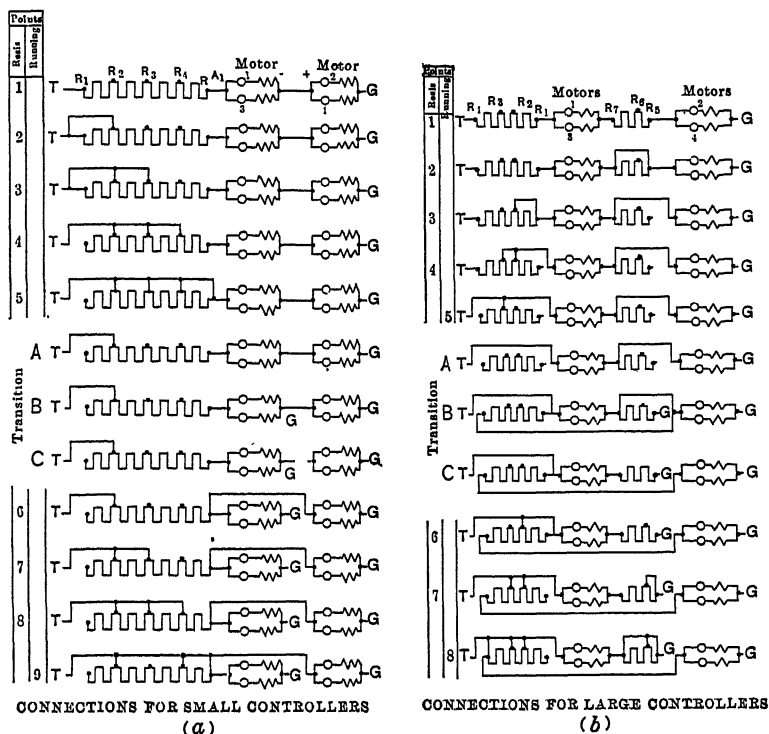 Points
Resis Running
R1 R2 R3 R4 R A1 Motor Motor
1 T 1 - + 2 G
3 1
2 T G
3 T G
4 T G
5 T G
Transition
A T G
B T G G
C T G G
6 T G G
7 T G G
8 T G G
9 T G G
CONNECTIONS FOR SMALL CONTROLLERS
(a)
Points
Resis Running
R1 R3 R2 R1 Motors R7 R6 R5 Motors
1 T 1 2 G
3 4
2 T G
3 T G
4 T G
5 T G
Transition
A T G
B T G G
C T G G
6 T G G
7 T G G
8 T G G
CONNECTIONS FOR LARGE CONTROLLERS
(b)